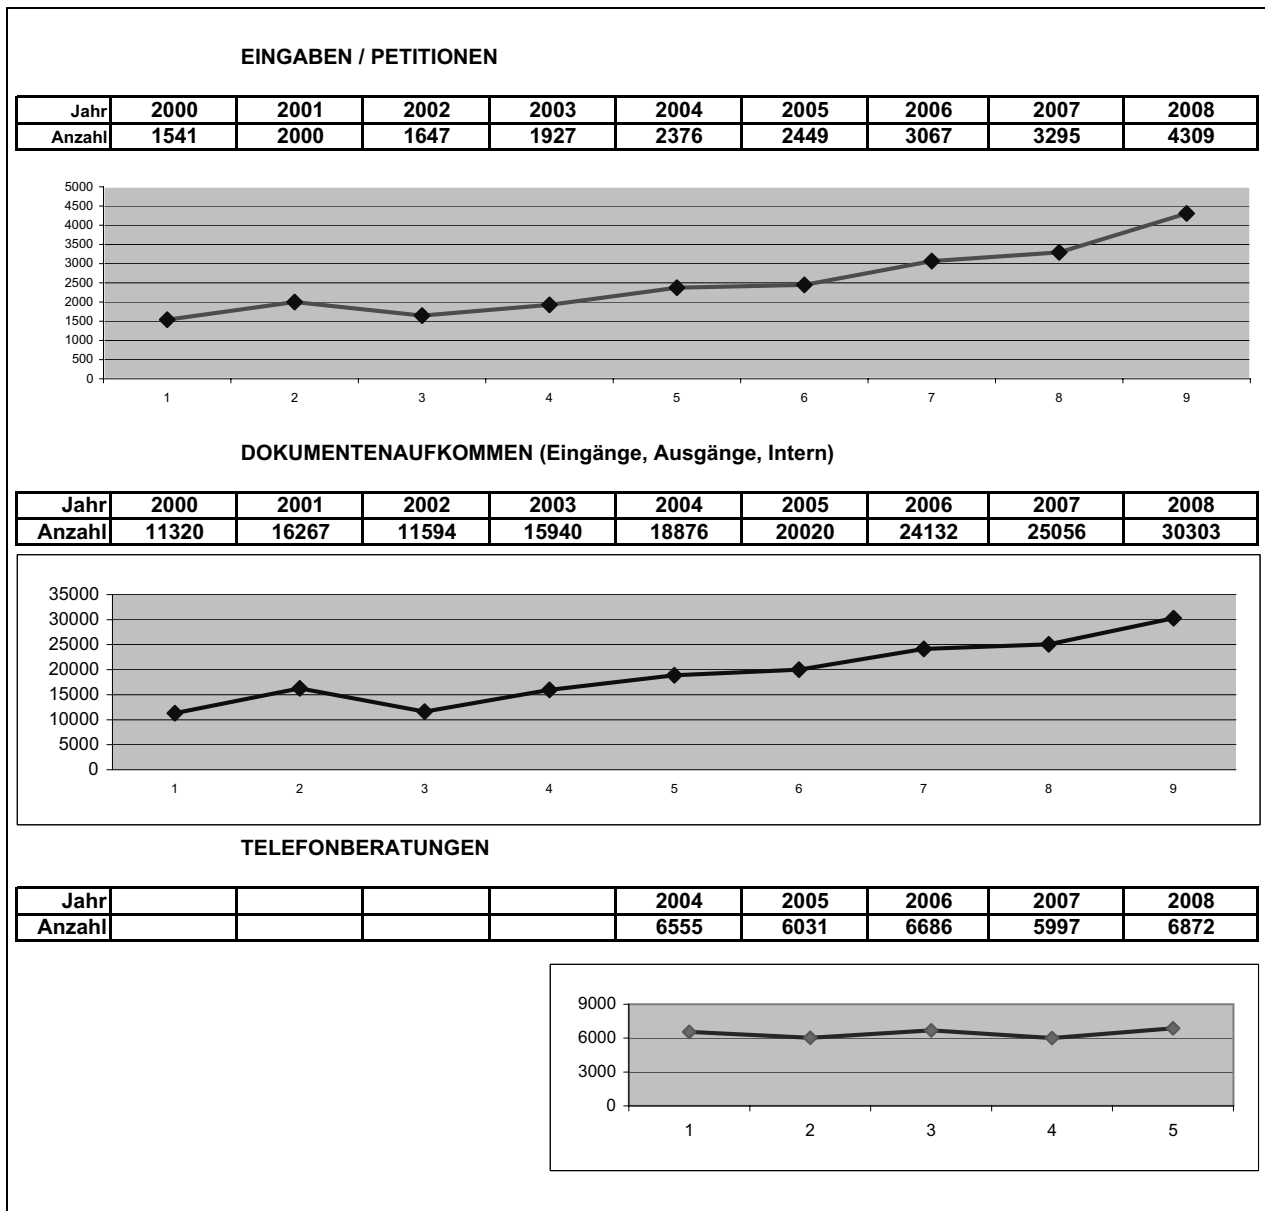 EINGABEN / PETITIONEN
Jahr 2000 2001 2002 2003 2004 2005 2006 2007 2008
Anzahl 1541 2000 1647 1927 2376 2449 3067 3295 4309
5000
4500
4000
3500
3000
2500
2000
1500
1000
500
0
1 2 3 4 5 6 7 8 9
DOKUMENTENAUFKOMMEN (Eingänge, Ausgänge, Intern)
Jahr 2000 2001 2002 2003 2004 2005 2006 2007 2008
Anzahl 11320 16267 11594 15940 18876 20020 24132 25056 30303
35000
30000
25000
20000
15000
10000
5000
0
1 2 3 4 5 6 7 8 9
TELEFONBERATUNGEN
Jahr 2004 2005 2006 2007 2008
Anzahl 6555 6031 6686 5997 6872
9000
6000
3000
0
1 2 3 4 5